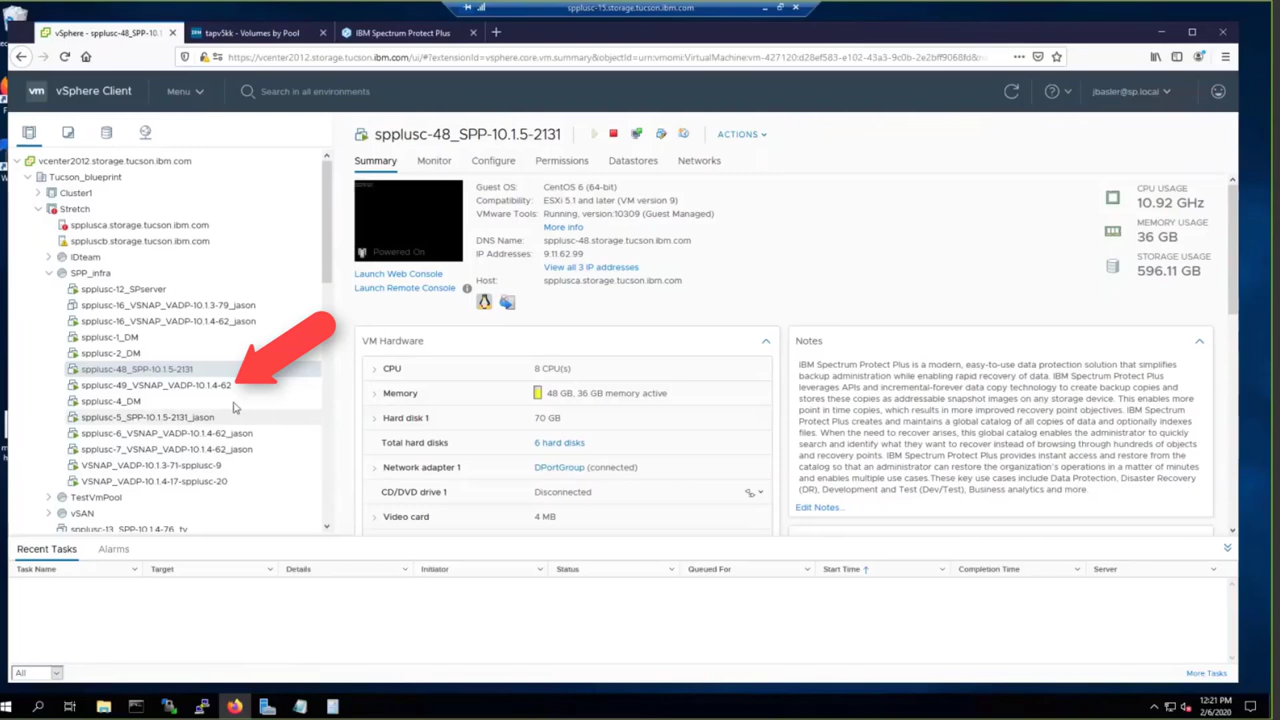 spplusc-15.storage.tucson.ibm.com
vSphere - spplusc-48_SPP-10.1.
tapv5kk - Volumes by Pool
IBM Spectrum Protect Plus
https://vcenter2012.storage.tucson.ibm.com/ui/#?extensionId=vsphere.core.vm.summary&objectId=urn:vmomi:VirtualMachine:vm-427120:d28ef583-e102-43a3-9c0b-2e2bff9068fd&n
vm vSphere Client Menu Search in all environments jbasler@sp.local
vcenter2012.storage.tucson.ibm.com
Tucson_blueprint
Cluster1
Stretch
spplusca.storage.tucson.ibm.com
sppluscb.storage.tucson.ibm.com
IDteam
SPP_infra
spplusc-12_SPserver
spplusc-16_VSNAP_VADP-10.1.3-79_jason
spplusc-16_VSNAP_VADP-10.1.4-62_jason
spplusc-1_DM
spplusc-2_DM
spplusc-48_SPP-10.1.5-2131
spplusc-49_VSNAP_VADP-10.1.4-62
spplusc-4_DM
spplusc-5_SPP-10.1.5-2131_jason
spplusc-6_VSNAP_VADP-10.1.4-62_jason
spplusc-7_VSNAP_VADP-10.1.4-62_jason
VSNAP_VADP-10.1.3-71-spplusc-9
VSNAP_VADP-10.1.4-17-spplusc-20
TestVmPool
vSAN
spplusc-13_SPP-10.1.4-76_tv
spplusc-48_SPP-10.1.5-2131 ACTIONS
Summary Monitor Configure Permissions Datastores Networks
Powered On
Launch Web Console
Launch Remote Console
Guest OS: CentOS 6 (64-bit)
Compatibility: ESXi 5.1 and later (VM version 9)
VMware Tools: Running, version:10309 (Guest Managed)
More info
DNS Name: spplusc-48.storage.tucson.ibm.com
IP Addresses: 9.11.62.99
View all 3 IP addresses
Host: spplusca.storage.tucson.ibm.com
CPU USAGE
10.92 GHz
MEMORY USAGE
36 GB
STORAGE USAGE
596.11 GB
VM Hardware
CPU 8 CPU(s)
Memory 48 GB, 36 GB memory active
Hard disk 1 70 GB
Total hard disks 6 hard disks
Network adapter 1 DPortGroup (connected)
CD/DVD drive 1 Disconnected
Video card 4 MB
Notes
IBM Spectrum Protect Plus is a modern, easy-to-use data protection solution that simplifies
backup administration while enabling rapid recovery of data. IBM Spectrum Protect Plus
leverages APIs and incremental-forever data copy technology to create backup copies and
stores these copies as addressable snapshot images on any storage device. This enables more
point in time copies, which results in more improved recovery point objectives. IBM Spectrum
Protect Plus creates and maintains a global catalog of all copies of data and optionally indexes
files. When the need to recover arises, this global catalog enables the administrator to quickly
search and identify what they want to recover instead of browsing through hundreds of objects
and recovery points. IBM Spectrum Protect Plus provides instant access and restore from the
catalog so that an administrator can restore the organization's operations in a matter of minutes
and enables multiple use cases.These key use cases include Data Protection, Disaster Recovery
(DR), Development and Test (Dev/Test), Business analytics and more.
Edit Notes...
Recent Tasks Alarms
Task Name Target Details Initiator Status Queued For Start Time Completion Time Server
All
More Tasks
12:21 PM
2/6/2020